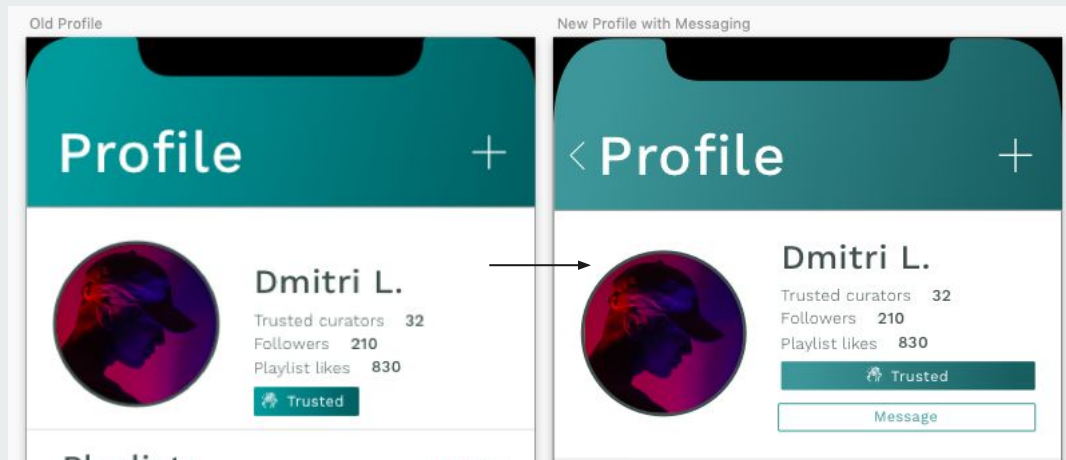 Old Profile
Profile
Dmitri L.
Trusted curators 32
Followers 210
Playlist likes 830
Trusted
New Profile with Messaging
Profile
Dmitri L.
Trusted curators 32
Followers 210
Playlist likes 830
Trusted
Message